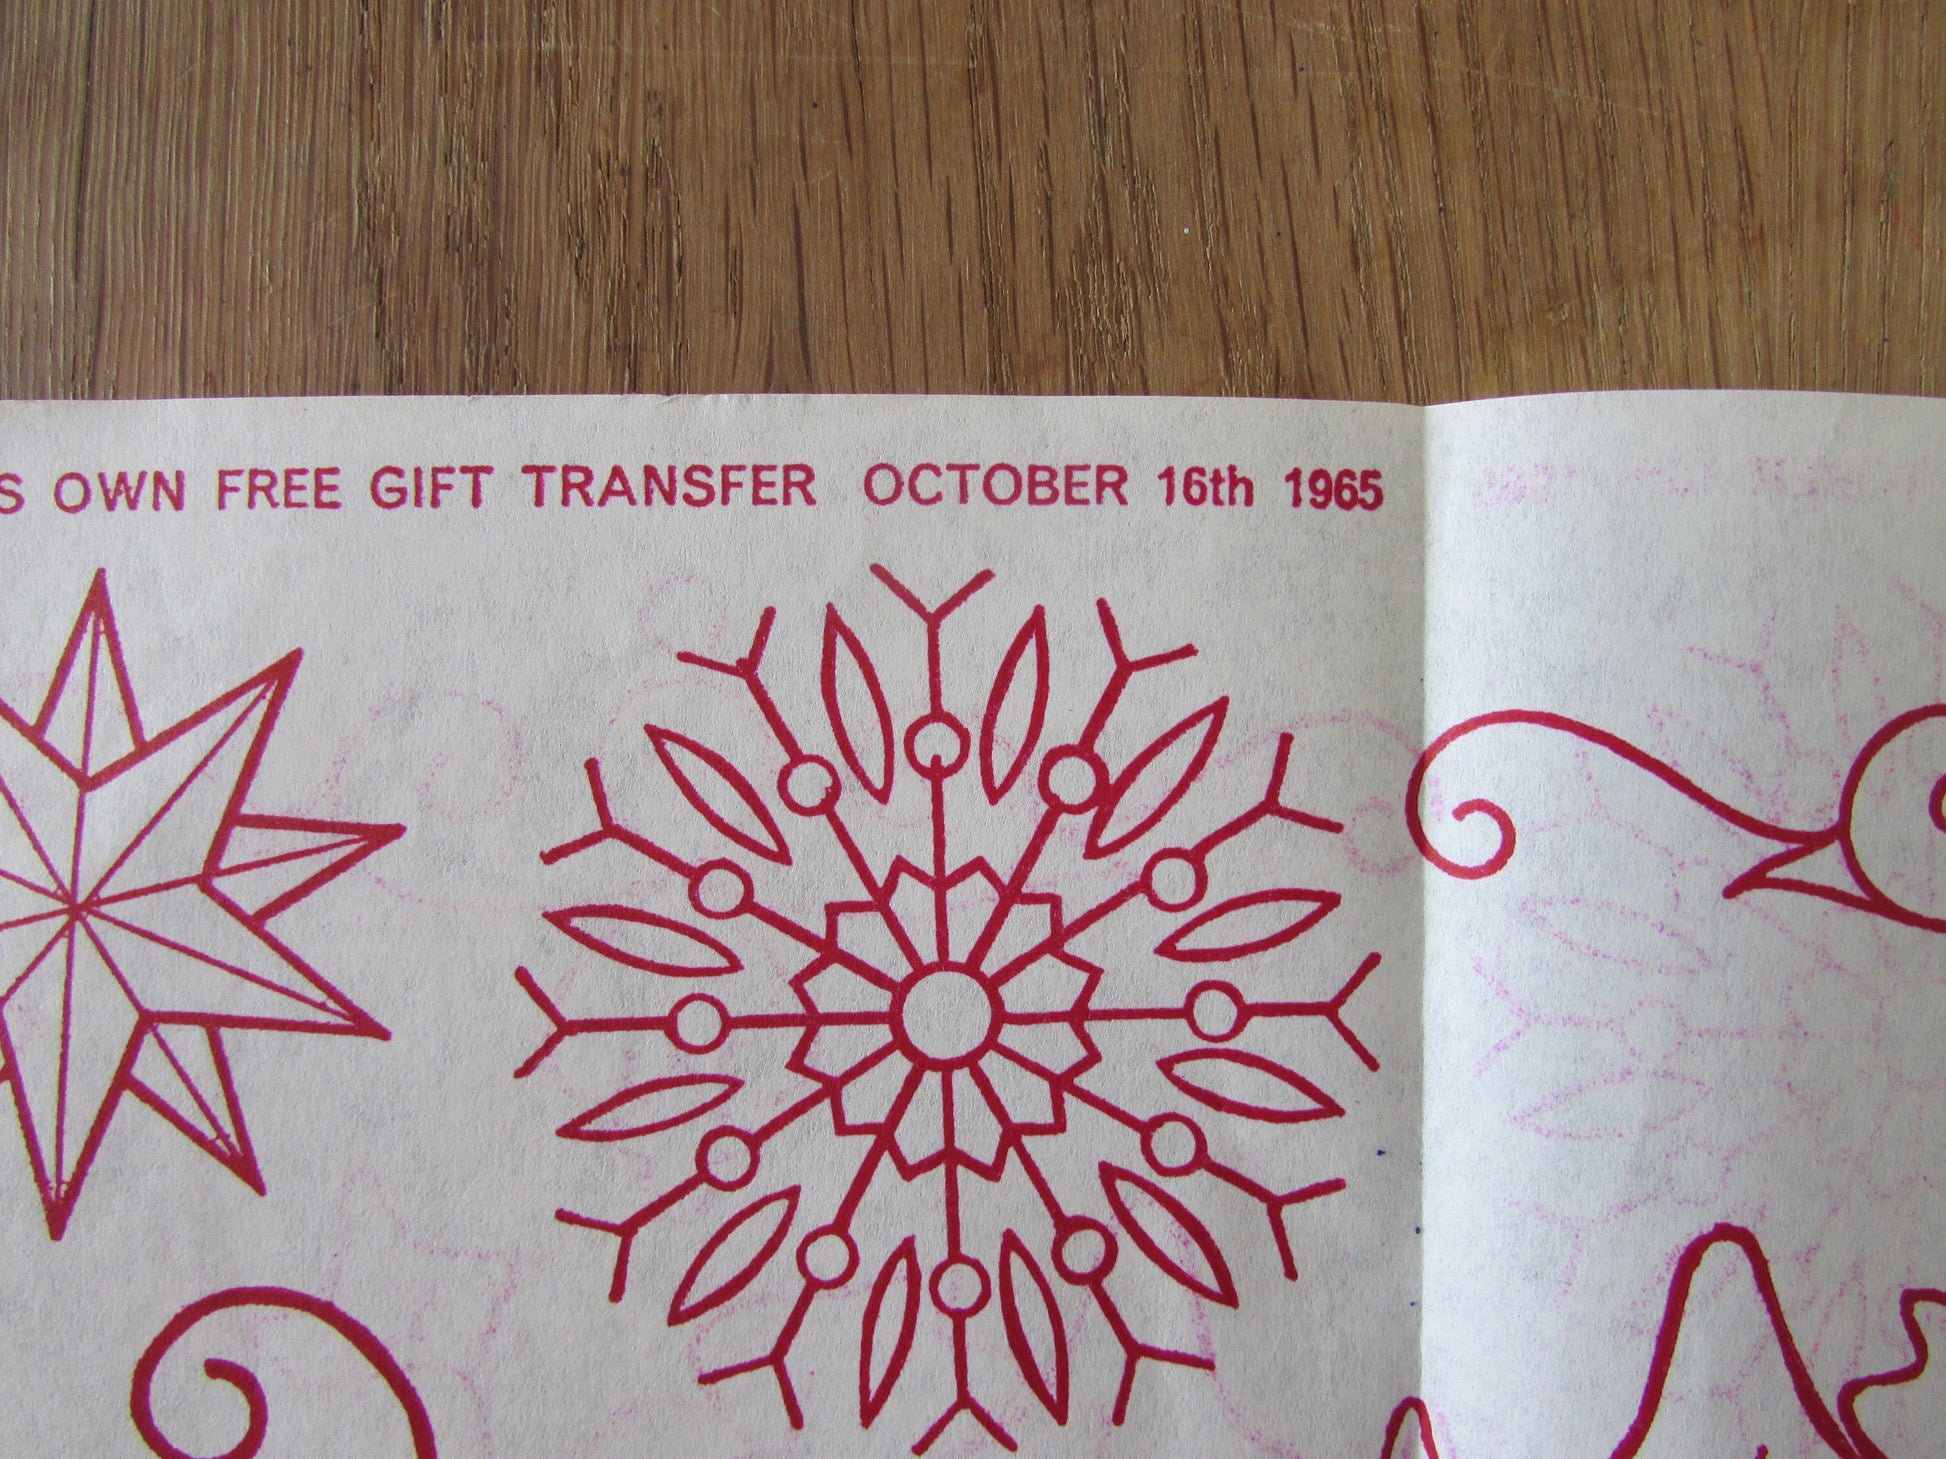 S OWN FREE GIFT TRANSFER OCTOBER 16th 1965